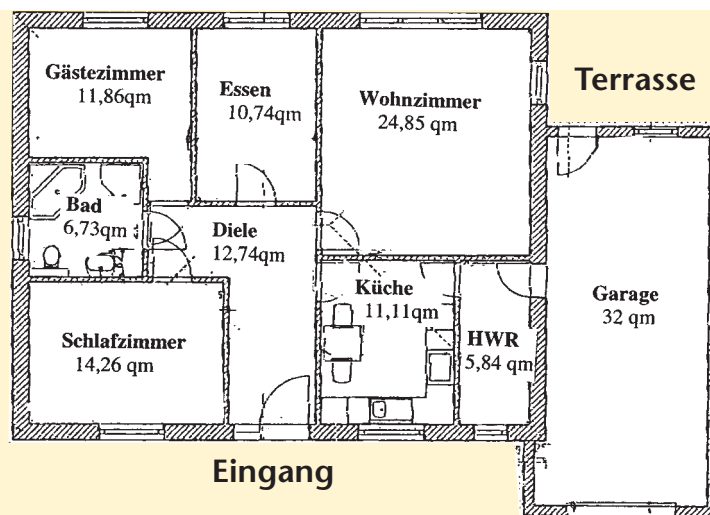 Gästezimmer
11,86qm
Essen
10,74qm
Wohnzimmer
24,85 qm
Terrasse
Bad
6,73qm
Diele
12,74qm
Küche
11,11qm
HWR
5,84 qm
Garage
32 qm
Schlafzimmer
14,26 qm
Eingang